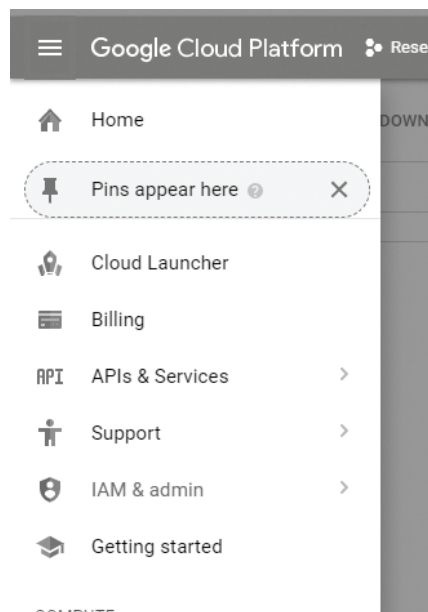 Google Cloud Platform Rese
Home
DOWN
Pins appear here ?
Cloud Launcher
Billing
API APIs & Services
Support
IAM & admin
Getting started
COMPUTE